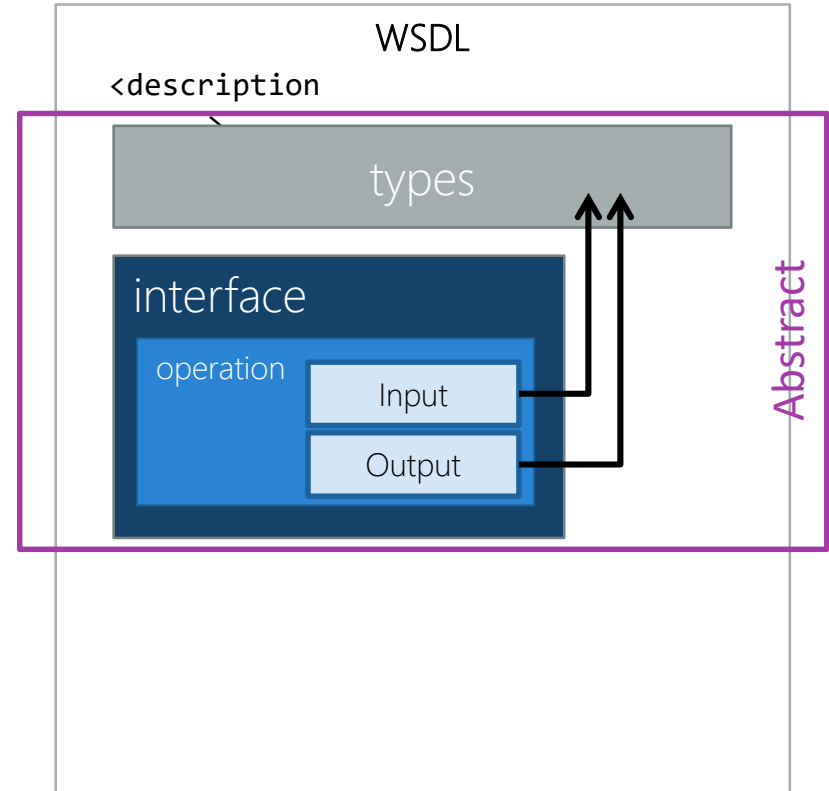 WSDL
<description
>
types
interface
operation
Input
Output
Abstract